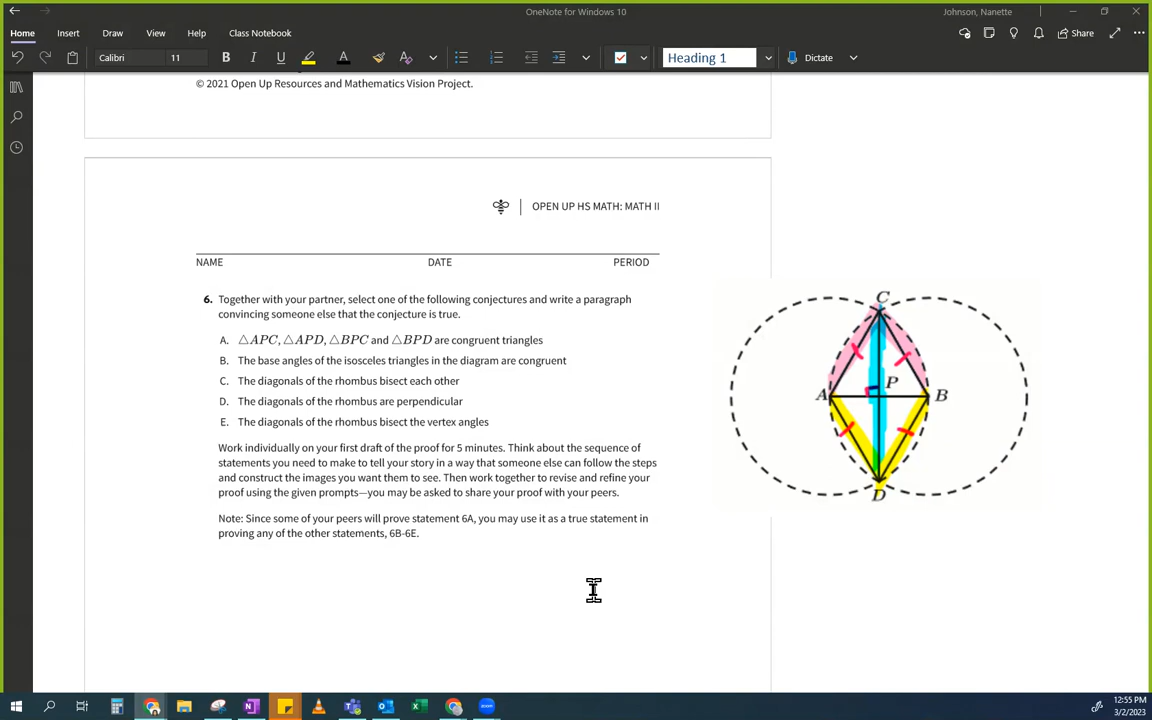 OneNote for Windows 10
Johnson, Nanette
Home Insert Draw View Help Class Notebook
Share
Calibri 11 B I U A Heading 1 Dictate
© 2021 Open Up Resources and Mathematics Vision Project.
OPEN UP HS MATH: MATH II
NAME DATE PERIOD
6. Together with your partner, select one of the following conjectures and write a paragraph
convincing someone else that the conjecture is true.
A. △APC, △APD, △BPC and △BPD are congruent triangles
B. The base angles of the isosceles triangles in the diagram are congruent
C. The diagonals of the rhombus bisect each other
D. The diagonals of the rhombus are perpendicular
E. The diagonals of the rhombus bisect the vertex angles
Work individually on your first draft of the proof for 5 minutes. Think about the sequence of
statements you need to make to tell your story in a way that someone else can follow the steps
and construct the images you want them to see. Then work together to revise and refine your
proof using the given prompts—you may be asked to share your proof with your peers.
Note: Since some of your peers will prove statement 6A, you may use it as a true statement in
proving any of the other statements, 6B-6E.
C
P
A B
D
12:55 PM
3/2/2023